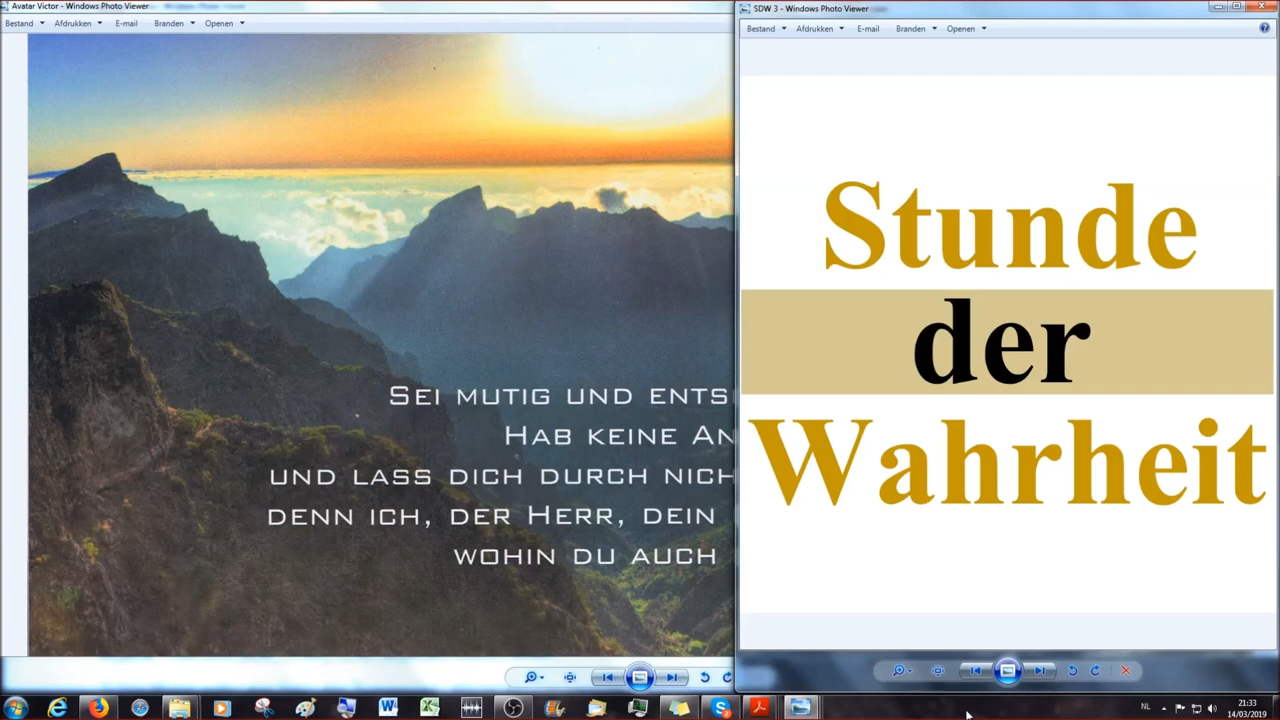 Avatar Victor - Windows Photo Viewer
Bestand Afdrukken E-mail Branden Openen
SEI MUTIG UND ENTS
HAB KEINE AN
UND LASS DICH DURCH NICH
DENN ICH, DER HERR, DEIN
WOHIN DU AUCH
SDW 3 - Windows Photo Viewer
Bestand Afdrukken E-mail Branden Openen
Stunde
der
Wahrheit
NL
21:33
14/03/2019